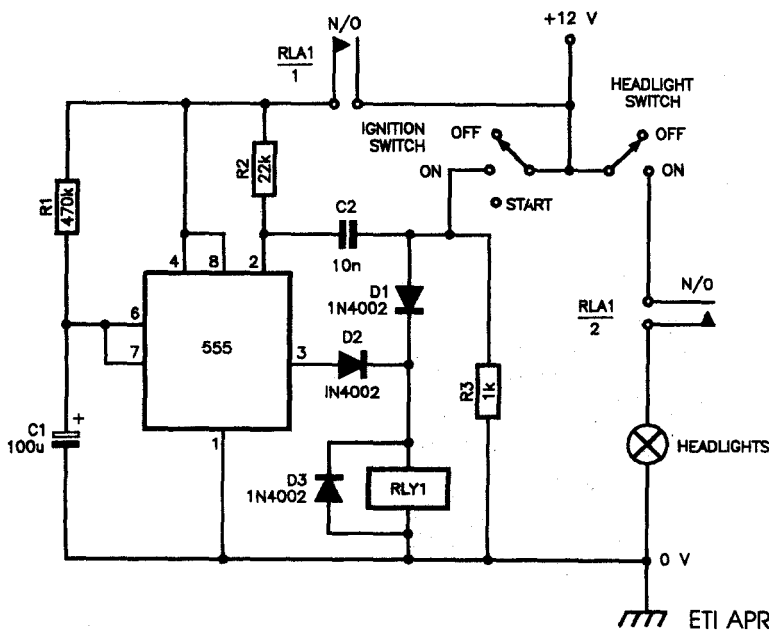 N/O
+12 V
RLA1
1
HEADLIGHT
SWITCH
IGNITION
SWITCH
OFF
OFF
ON
ON
START
R1
470k
R2
22k
C2
10n
4
8
2
D1
1N4002
N/O
RLA1
2
6
7
555
3
D2
IN4002
R3
1k
C1
+
100u
1
D3
1N4002
RLY1
HEADLIGHTS
0 V
ETI APR